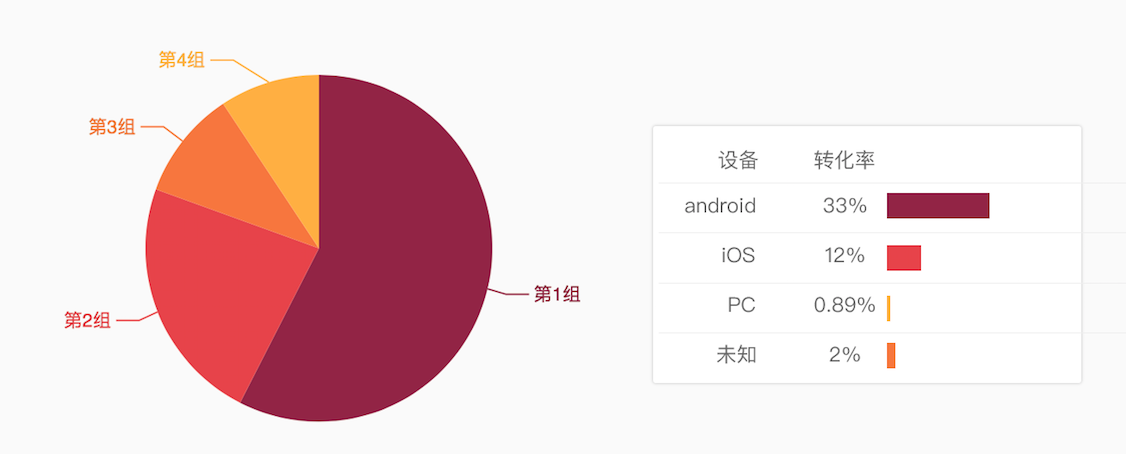 第4组
第3组
第2组
第1组
设备 转化率
android 33%
iOS 12%
PC 0.89%
未知 2%